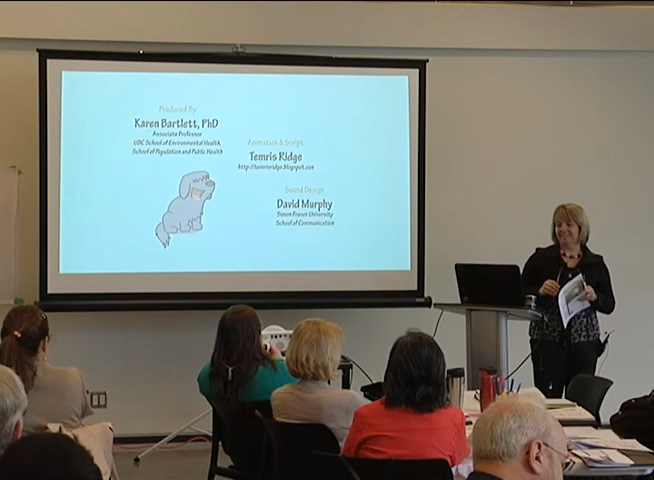 Produced By
Karen Bartlett, PhD
Associate Professor
UBC School of Environmental Health,
School of Population and Public Health
Animation & Script
Temris Ridge
http://temrisridge.blogspot.com
Sound Design
David Murphy
Simon Fraser University
School of Communication